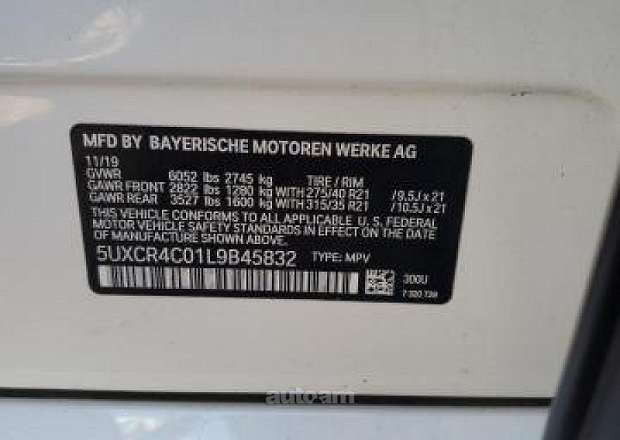 MFD BY BAYERISCHE MOTOREN WERKE AG
11/19
GVWR 6052 lbs 2745 kg TIRE / RIM
GAWR FRONT 2822 lbs 1280 kg WITH 275/40 R21 /9.5J x 21
GAWR REAR 3527 lbs 1600 kg WITH 315/35 R21 /10.5J x 21
THIS VEHICLE CONFORMS TO ALL APPLICABLE U. S. FEDERAL
MOTOR VEHICLE SAFETY STANDARDS IN EFFECT ON THE DATE OF
MANUFACTURE SHOWN ABOVE.
5UXCR4C01L9B45832 TYPE: MPV
300U
auto.am